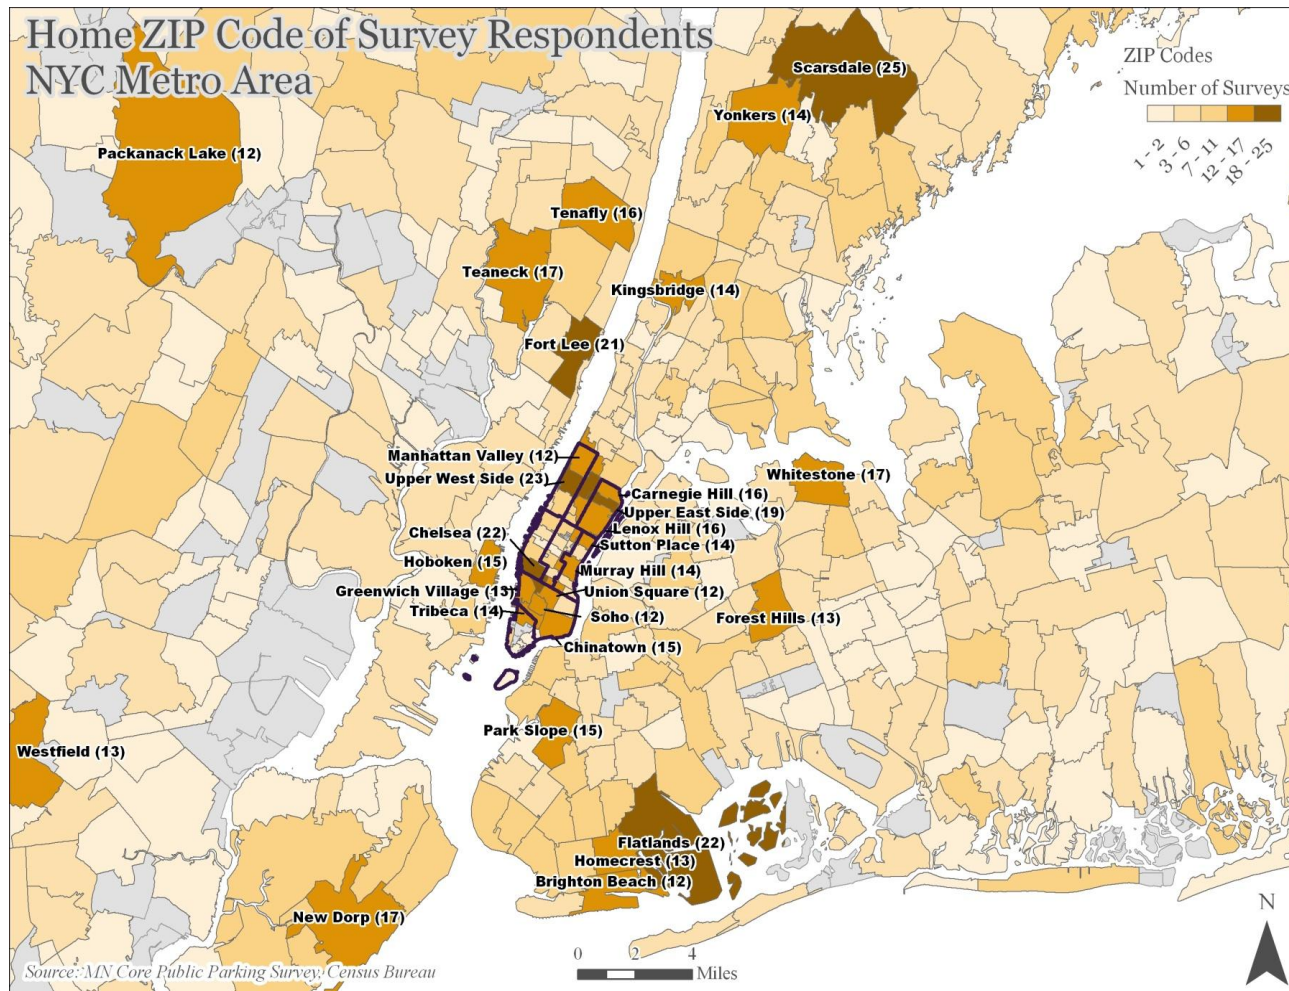 Home ZIP Code of Survey Respondents
NYC Metro Area
ZIP Codes
Number of Surveys
1 - 2
3 - 6
7 - 11
12 - 17
18 - 25
Scarsdale (25)
Yonkers (14)
Packanack Lake (12)
Tenafly (16)
Teaneck (17)
Kingsbridge (14)
Fort Lee (21)
Manhattan Valley (12)
Upper West Side (23)
Whitestone (17)
Carnegie Hill (16)
Upper East Side (19)
Lenox Hill (16)
Chelsea (22)
Sutton Place (14)
Hoboken (15)
Murray Hill (14)
Greenwich Village (13)
Union Square (12)
Tribeca (14)
Soho (12)
Forest Hills (13)
Chinatown (15)
Park Slope (15)
Westfield (13)
Flatlands (22)
Homecrest (13)
Brighton Beach (12)
New Dorp (17)
N
0 2 4
Miles
Source: MN Core Public Parking Survey, Census Bureau